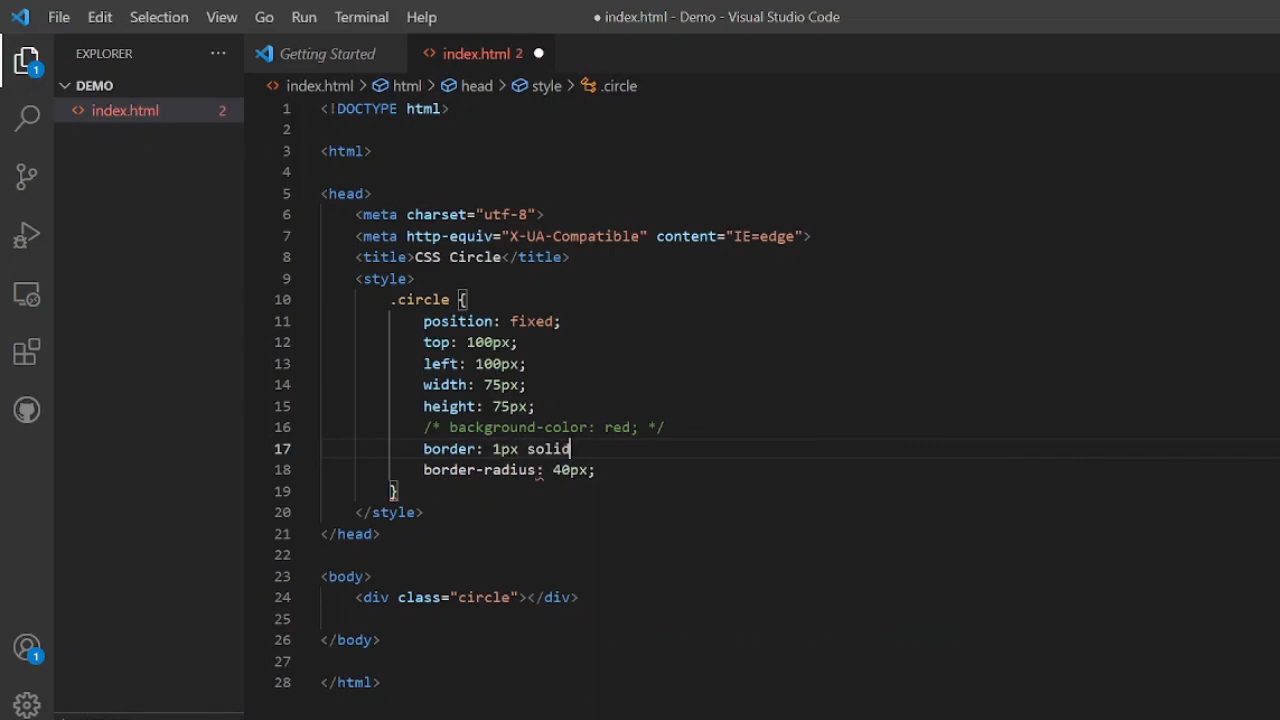 File Edit Selection View Go Run Terminal Help ● index.html - Demo - Visual Studio Code
EXPLORER ··· Getting Started <> index.html 2 ●
1 DEMO <> index.html > html > head > style > .circle
<> index.html 2
1 <!DOCTYPE html>
2
3 <html>
4
5 <head>
6 <meta charset="utf-8">
7 <meta http-equiv="X-UA-Compatible" content="IE=edge">
8 <title>CSS Circle</title>
9 <style>
10 .circle {
11 position: fixed;
12 top: 100px;
13 left: 100px;
14 width: 75px;
15 height: 75px;
16 /* background-color: red; */
17 border: 1px solid
18 border-radius: 40px;
19 }
20 </style>
21 </head>
22
23 <body>
24 <div class="circle"></div>
25
26 </body>
27
28 </html>
1